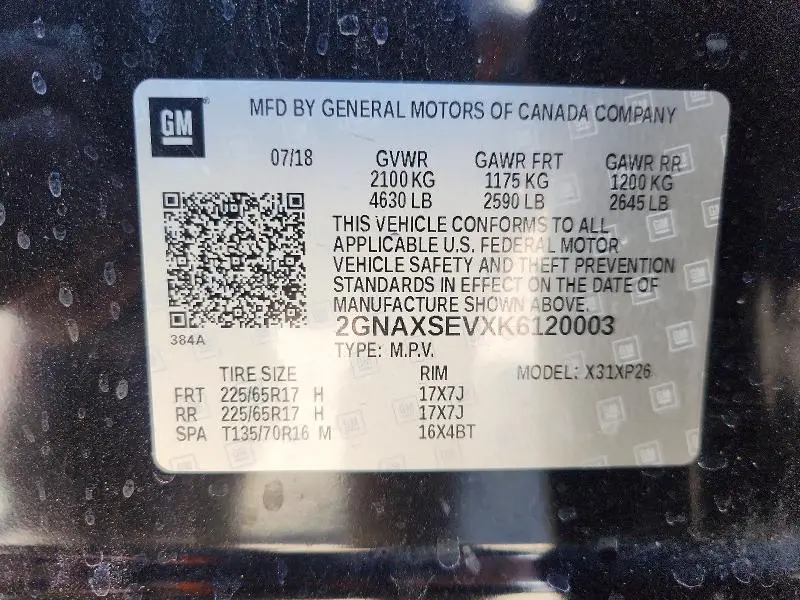 GM
MFD BY GENERAL MOTORS OF CANADA COMPANY
07/18 GVWR GAWR FRT GAWR RR
2100 KG 1175 KG 1200 KG
4630 LB 2590 LB 2645 LB
THIS VEHICLE CONFORMS TO ALL
APPLICABLE U.S. FEDERAL MOTOR
VEHICLE SAFETY AND THEFT PREVENTION
STANDARDS IN EFFECT ON THE DATE OF
MANUFACTURE SHOWN ABOVE.
2GNAXSEVXK6120003
384A
TYPE: M.P.V.
TIRE SIZE RIM MODEL: X31XP26
FRT 225/65R17 H 17X7J
RR 225/65R17 H 17X7J
SPA T135/70R16 M 16X4BT